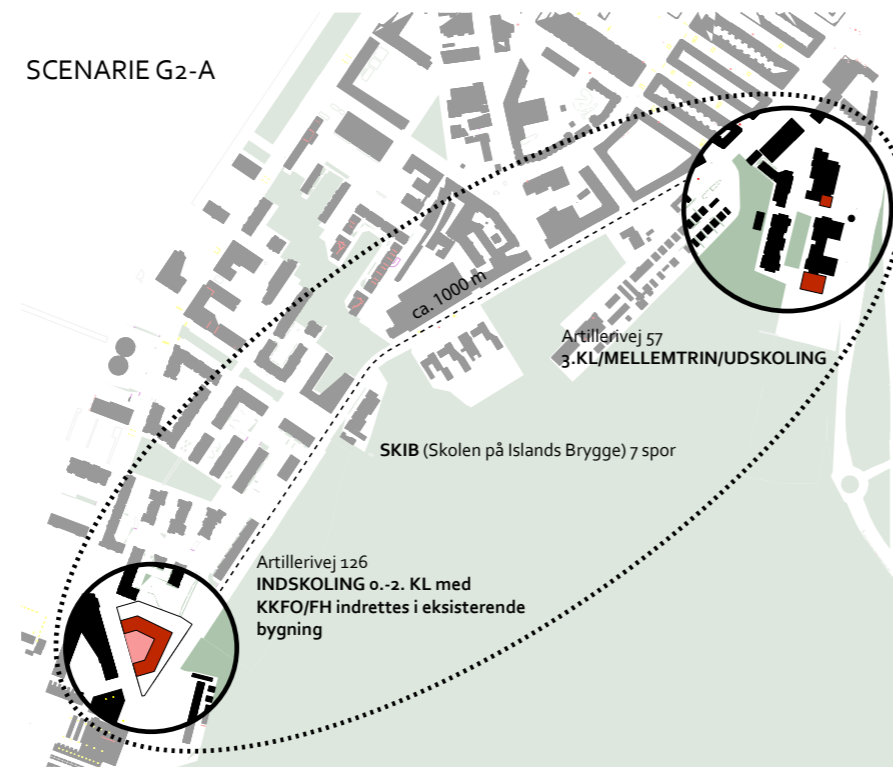 SCENARIE G2-A
ca. 1000 m
Artillerivej 57
3.KL/MELLEMTRIN/UDSKOLING
SKIB (Skolen på Islands Brygge) 7 spor
Artillerivej 126
INDSKOLING 0.-2. KL med
KKFO/FH indrettes i eksisterende
bygning